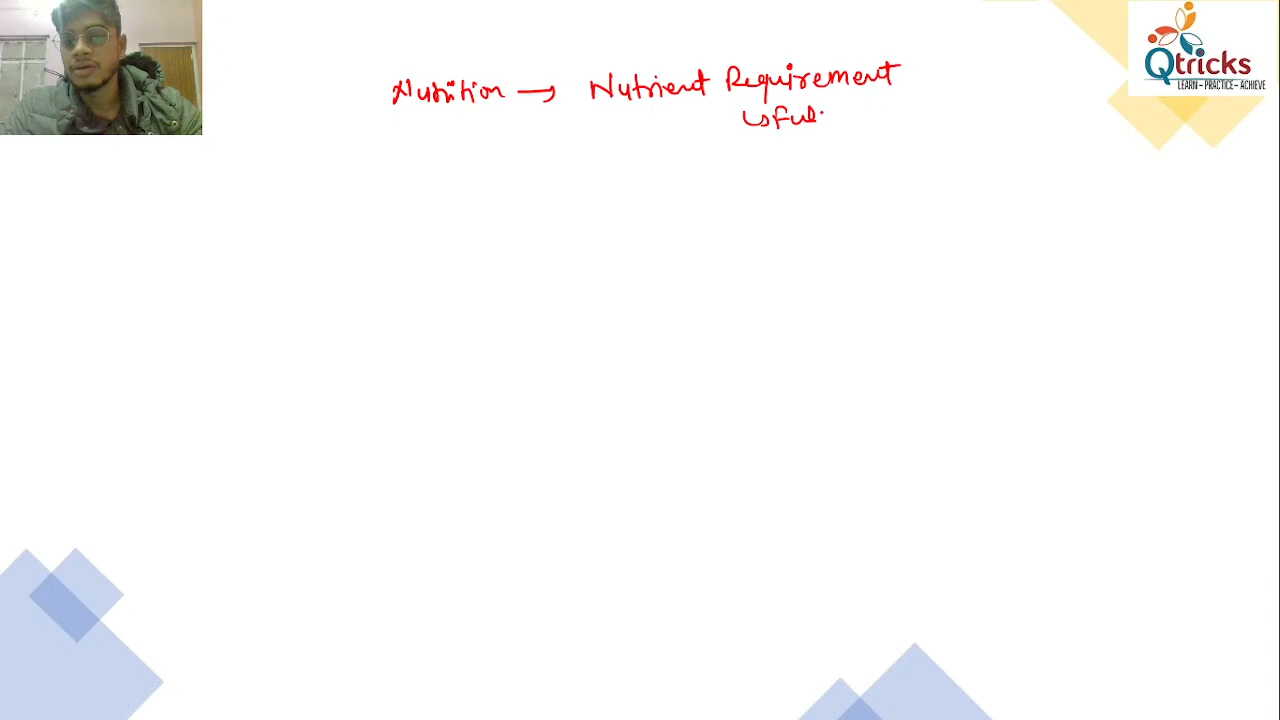 Nutrition → Nutrient Requirement
Qtricks
LEARN – PRACTICE – ACHIEVE